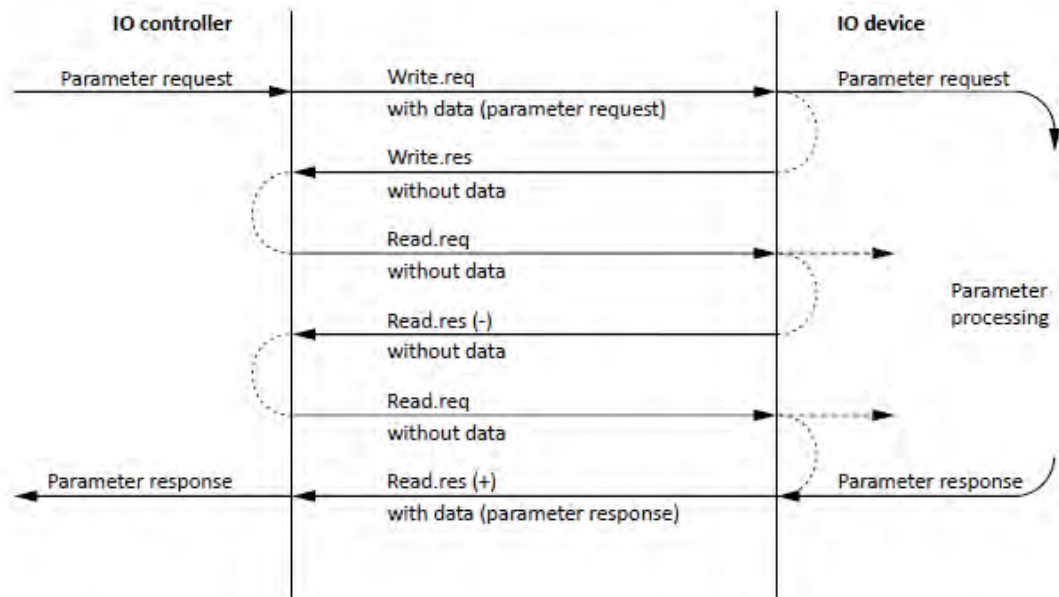 IO controller
IO device
Parameter request
Write.req
Parameter request
with data (parameter request)
Write.res
without data
Read.req
without data
Parameter
processing
Read.res (-)
without data
Read.req
without data
Parameter response
Read.res (+)
Parameter response
with data (parameter response)